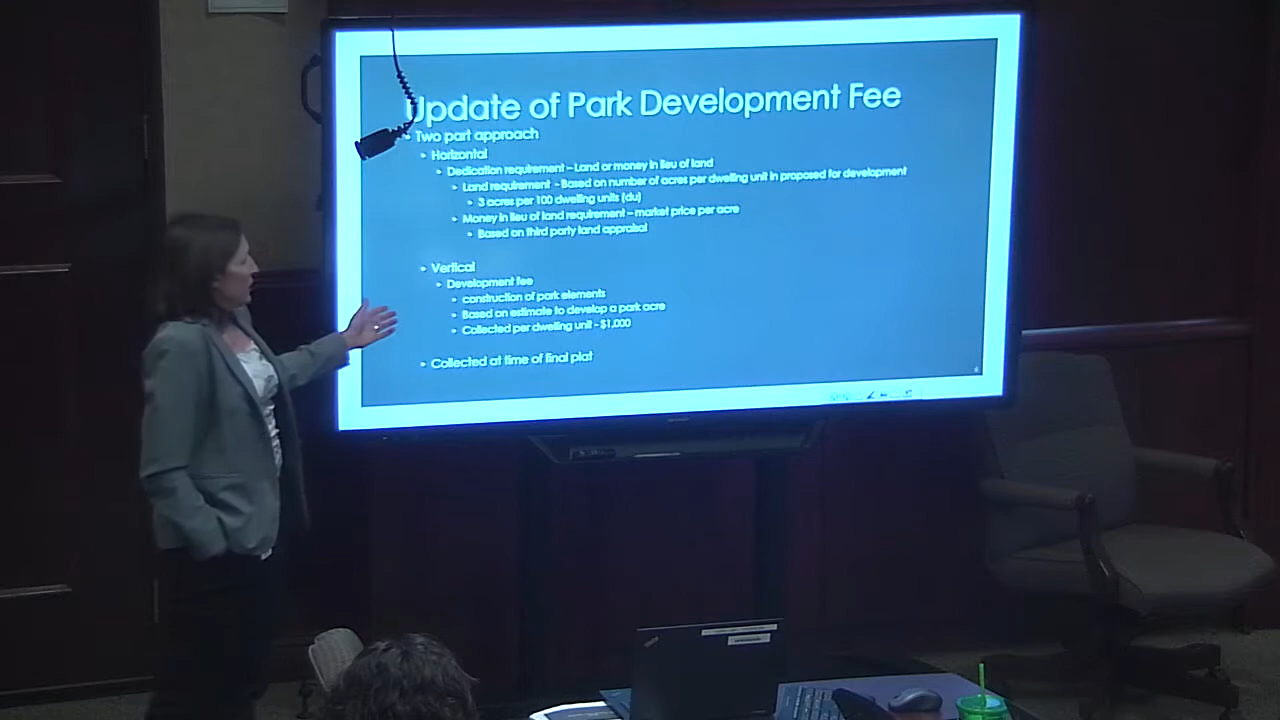 Update of Park Development Fee
Two part approach
Horizontal
Dedication requirement – Land or money in lieu of land
Land requirement - Based on number of acres per dwelling unit in proposed for development
3 acres per 100 dwelling units (du)
Money in lieu of land requirement – market price per acre
Based on third party land appraisal
Vertical
Development fee
construction of park elements
Based on estimate to develop a park acre
Collected per dwelling unit - $1,000
Collected at time of final plat